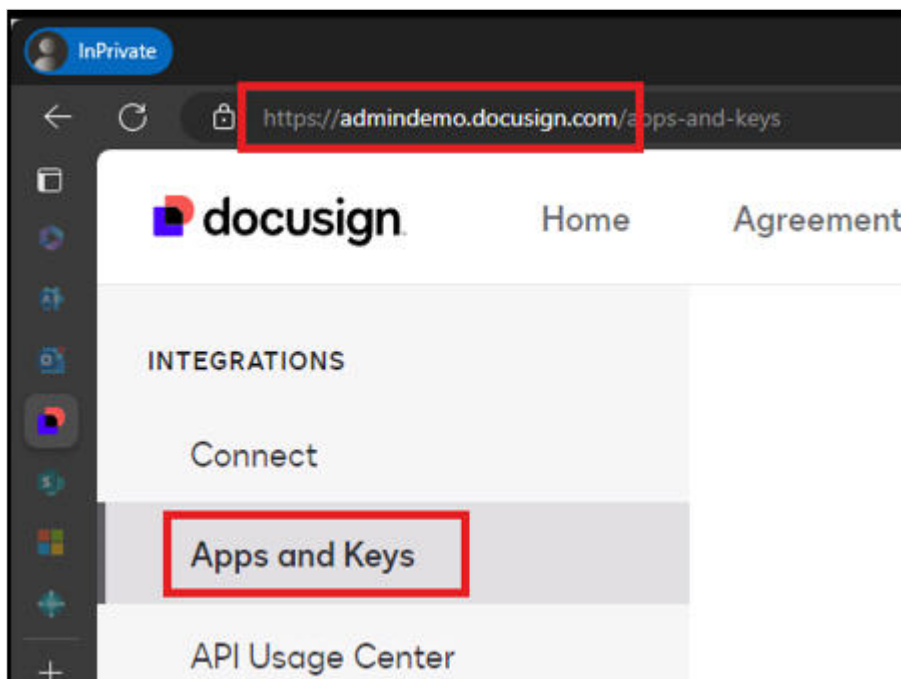 InPrivate
https://admindemo.docusign.com/apps-and-keys
docusign
Home
Agreement
INTEGRATIONS
Connect
Apps and Keys
API Usage Center